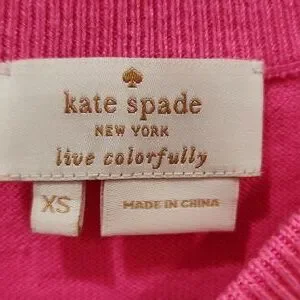 kate spade
NEW YORK
live colorfully
XS
MADE IN CHINA